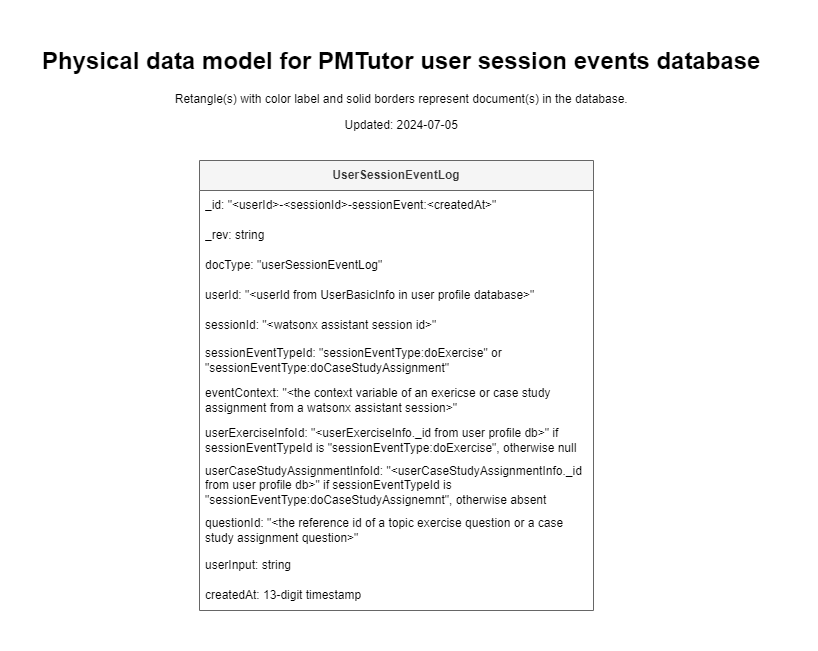 Physical data model for PMTutor user session events database
Retangle(s) with color label and solid borders represent document(s) in the database.
Updated: 2024-07-05
UserSessionEventLog
_id: "<userId>-<sessionId>-sessionEvent:<createdAt>"
_rev: string
docType: "userSessionEventLog"
userId: "<userId from UserBasicInfo in user profile database>"
sessionId: "<watsonx assistant session id>"
sessionEventTypeId: "sessionEventType:doExercise" or
"sessionEventType:doCaseStudyAssignment"
eventContext: "<the context variable of an exericse or case study
assignment from a watsonx assistant session>"
userExerciseInfoId: "<userExerciseInfo._id from user profile db>" if
sessionEventTypeId is "sessionEventType:doExercise", otherwise null
userCaseStudyAssignmentInfoId: "<userCaseStudyAssignmentInfo._id
from user profile db>" if sessionEventTypeId is
"sessionEventType:doCaseStudyAssignemnt", otherwise absent
questionId: "<the reference id of a topic exercise question or a case
study assignment question>"
userInput: string
createdAt: 13-digit timestamp